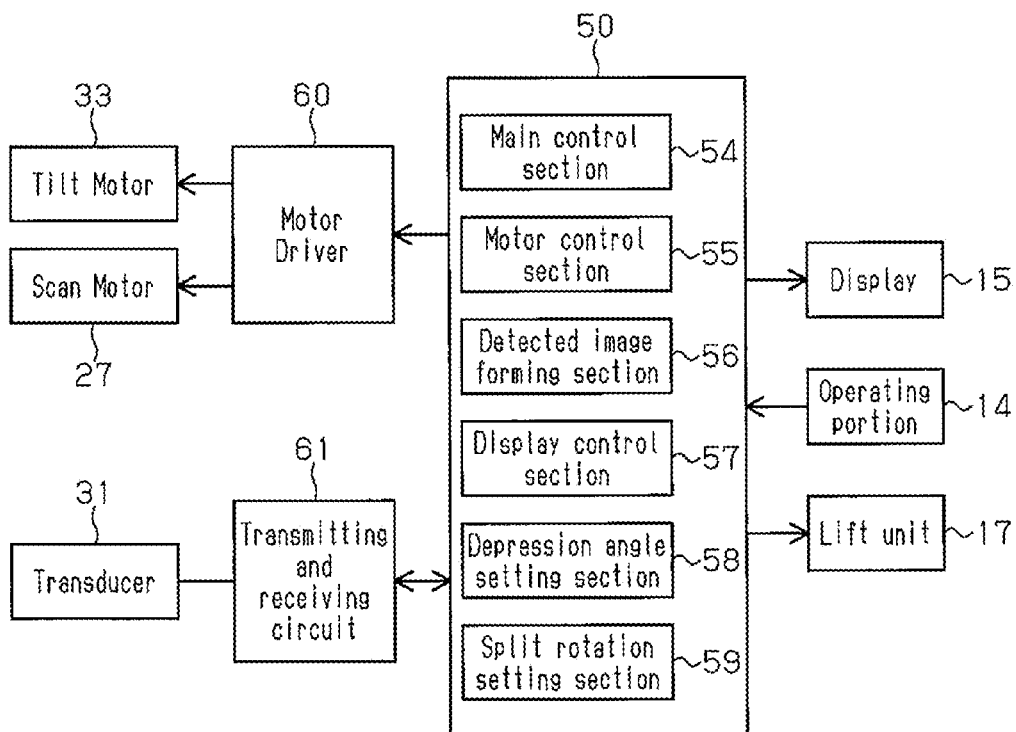 50
33
60
Main control
section
54
Tilt Motor
Motor
Driver
Motor control
section
55
Scan Motor
Display
15
27
Detected image
forming section
56
Operating
portion
14
61
Display control
section
57
31
Transmitting
and
receiving
circuit
Transducer
Depression angle
setting section
58
Lift unit
17
Split rotation
setting section
59